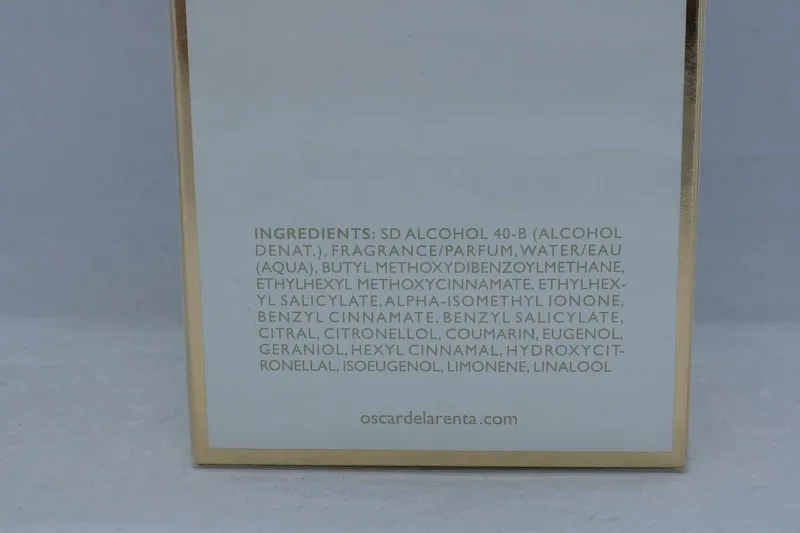 INGREDIENTS: SD ALCOHOL 40-B (ALCOHOL
DENAT.), FRAGRANCE/PARFUM, WATER/EAU
(AQUA), BUTYL METHOXYDIBENZOYLMETHANE,
ETHYLHEXYL METHOXYCINNAMATE, ETHYLHEX-
YL SALICYLATE, ALPHA-ISOMETHYL IONONE,
BENZYL CINNAMATE, BENZYL SALICYLATE,
CITRAL, CITRONELLOL, COUMARIN, EUGENOL,
GERANIOL, HEXYL CINNAMAL, HYDROXYCIT-
RONELLAL, ISOEUGENOL, LIMONENE, LINALOOL
oscardelarenta.com